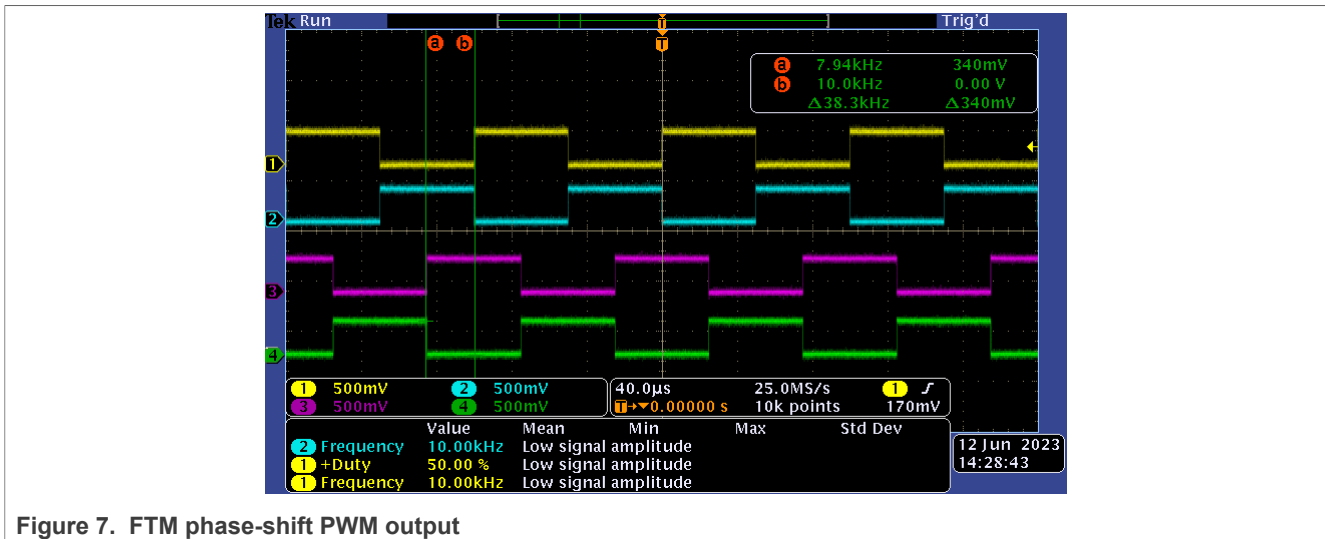 Tek Run Trig'd
T
a b T
a 7.94kHz 340mV
b 10.0kHz 0.00 V
Δ38.3kHz Δ340mV
1
2
3
4
1 500mV 2 500mV 40.0µs 25.0MS/s 1
3 500mV 4 500mV T→▼0.00000 s 10k points 170mV
Value Mean Min Max Std Dev
2 Frequency 10.00kHz Low signal amplitude
1 +Duty 50.00 % Low signal amplitude
1 Frequency 10.00kHz Low signal amplitude
12 Jun 2023
14:28:43
Figure 7. FTM phase-shift PWM output